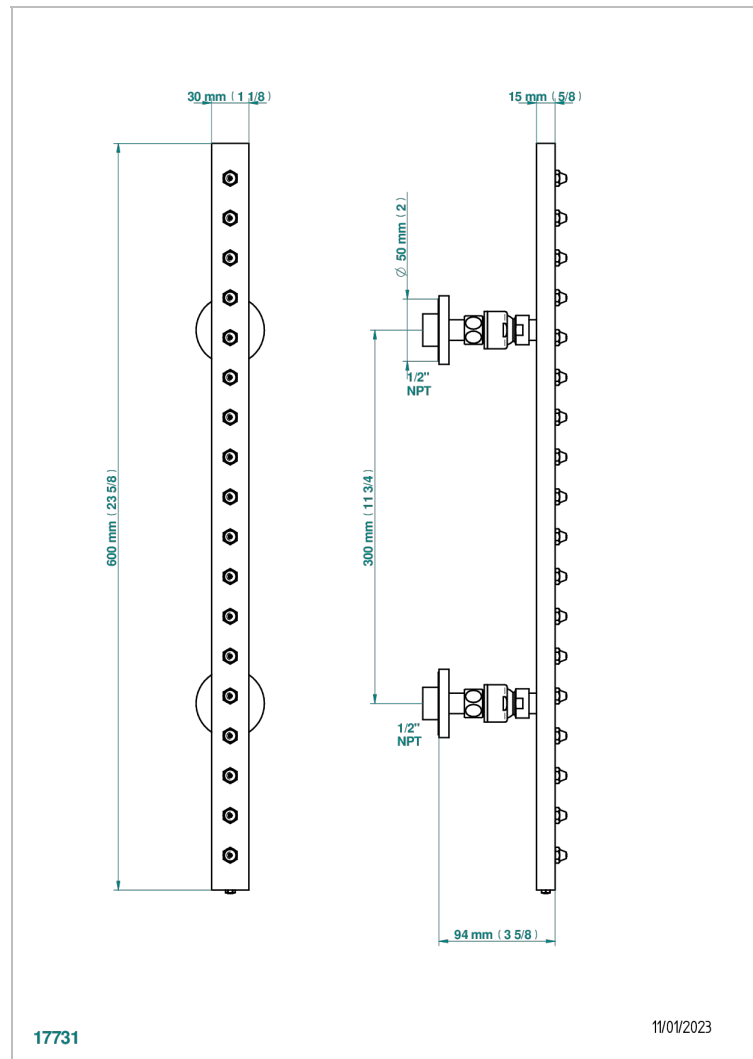 30 mm ( 1 1/8 )
15 mm ( 5/8 )
Ø 50 mm ( 2 )
1/2"
NPT
600 mm ( 23 5/8 )
300 mm ( 11 3/4 )
1/2"
NPT
94 mm ( 3 5/8 )
17731
11/01/2023